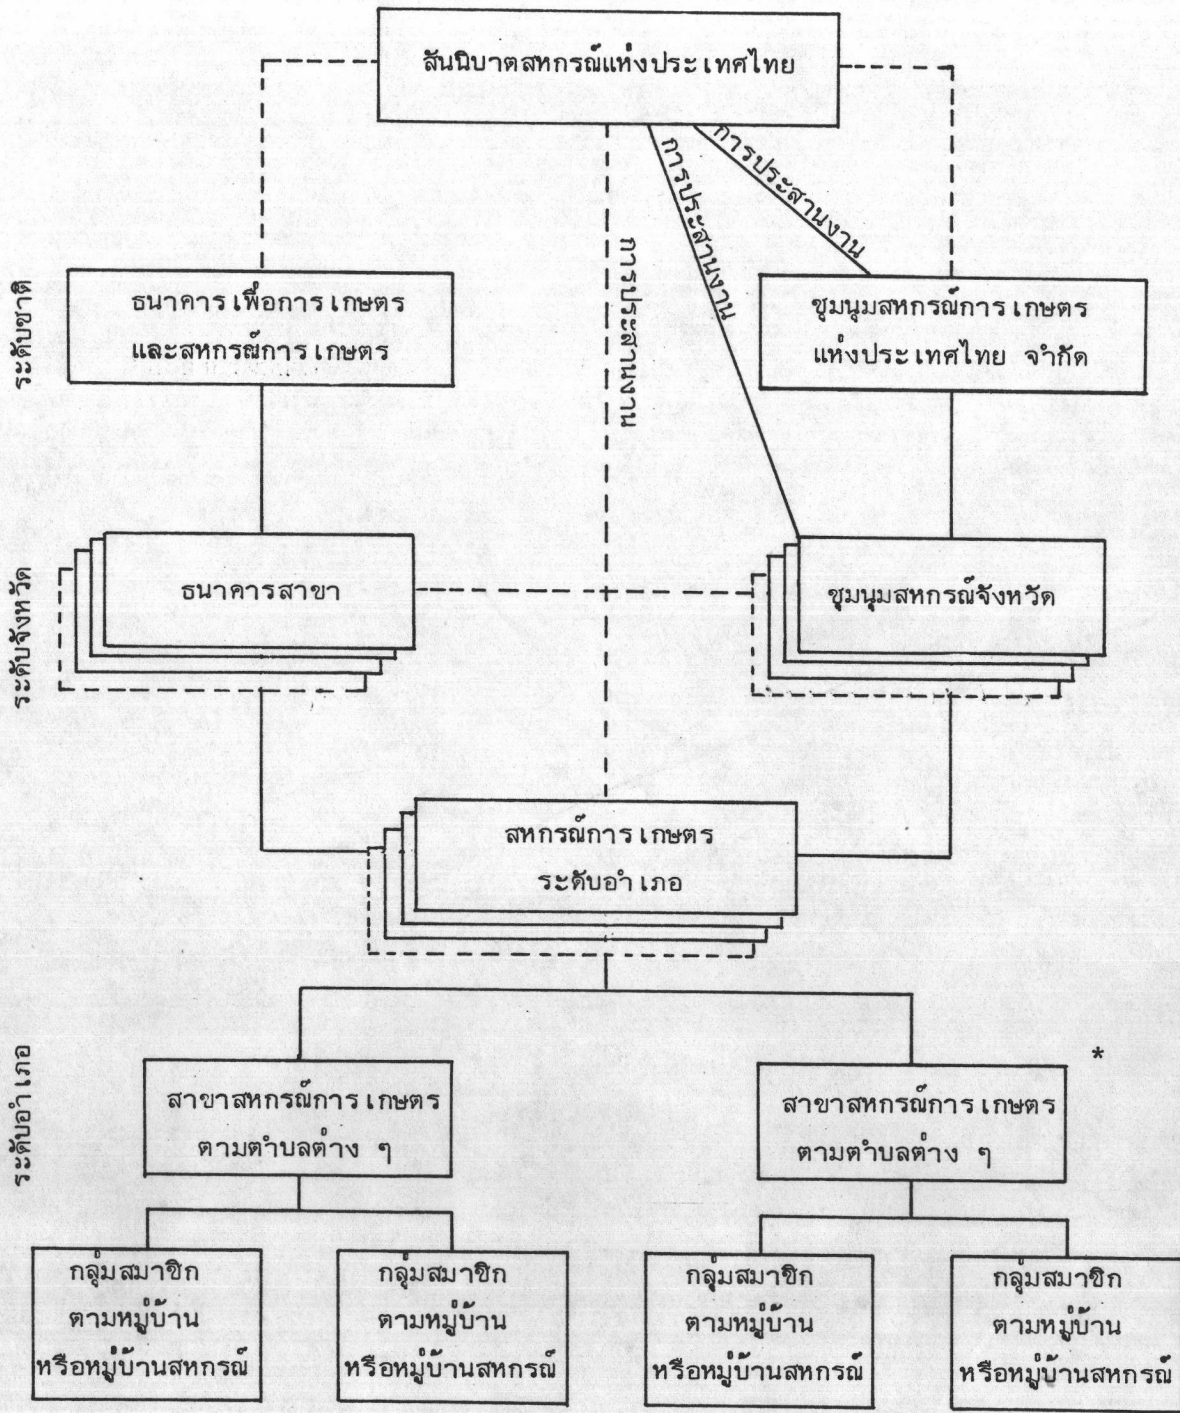 สันนิบาตสหกรณ์แห่งประเทศไทย
การประสานงาน
การประสานงาน
การประสานงาน
ระดับชาติ
ธนาคารเพื่อการเกษตร
และสหกรณ์การเกษตร
ชุมนุมสหกรณ์การเกษตร
แห่งประเทศไทย จำกัด
ระดับจังหวัด
ธนาคารสาขา
ชุมนุมสหกรณ์จังหวัด
สหกรณ์การเกษตร
ระดับอำเภอ
ระดับอำเภอ
สาขาสหกรณ์การเกษตร
ตามตำบลต่าง ๆ
*
สาขาสหกรณ์การเกษตร
ตามตำบลต่าง ๆ
กลุ่มสมาชิก
ตามหมู่บ้าน
หรือหมู่บ้านสหกรณ์
กลุ่มสมาชิก
ตามหมู่บ้าน
หรือหมู่บ้านสหกรณ์
กลุ่มสมาชิก
ตามหมู่บ้าน
หรือหมู่บ้านสหกรณ์
กลุ่มสมาชิก
ตามหมู่บ้าน
หรือหมู่บ้านสหกรณ์